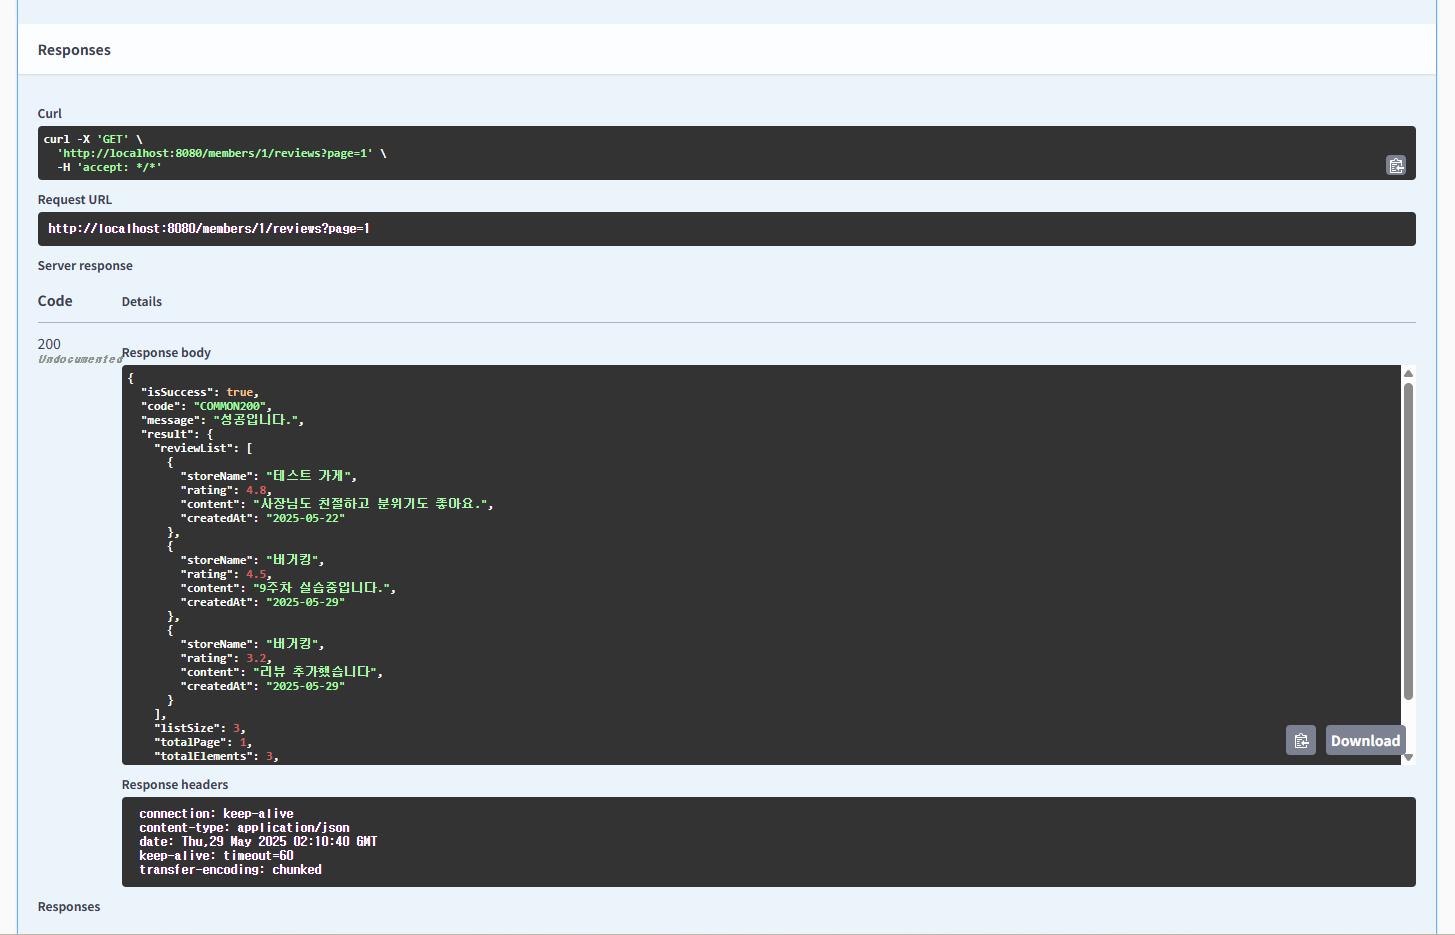 Responses
Curl
curl -X 'GET' \
  'http://localhost:8080/members/1/reviews?page=1' \
  -H 'accept: */*'
Request URL
http://localhost:8080/members/1/reviews?page=1
Server response
Code Details
200
Undocumented
Response body
{
  "isSuccess": true,
  "code": "COMMON200",
  "message": "성공입니다.",
  "result": {
    "reviewList": [
      {
        "storeName": "테스트 가게",
        "rating": 4.8,
        "content": "사장님도 친절하고 분위기도 좋아요.",
        "createdAt": "2025-05-22"
      },
      {
        "storeName": "버거킹",
        "rating": 4.5,
        "content": "9주차 실습중입니다.",
        "createdAt": "2025-05-29"
      },
      {
        "storeName": "버거킹",
        "rating": 3.2,
        "content": "리뷰 추가했습니다",
        "createdAt": "2025-05-29"
      }
    ],
    "listSize": 3,
    "totalPage": 1,
    "totalElements": 3,
Download
Response headers
connection: keep-alive
content-type: application/json
date: Thu,29 May 2025 02:10:40 GMT
keep-alive: timeout=60
transfer-encoding: chunked
Responses